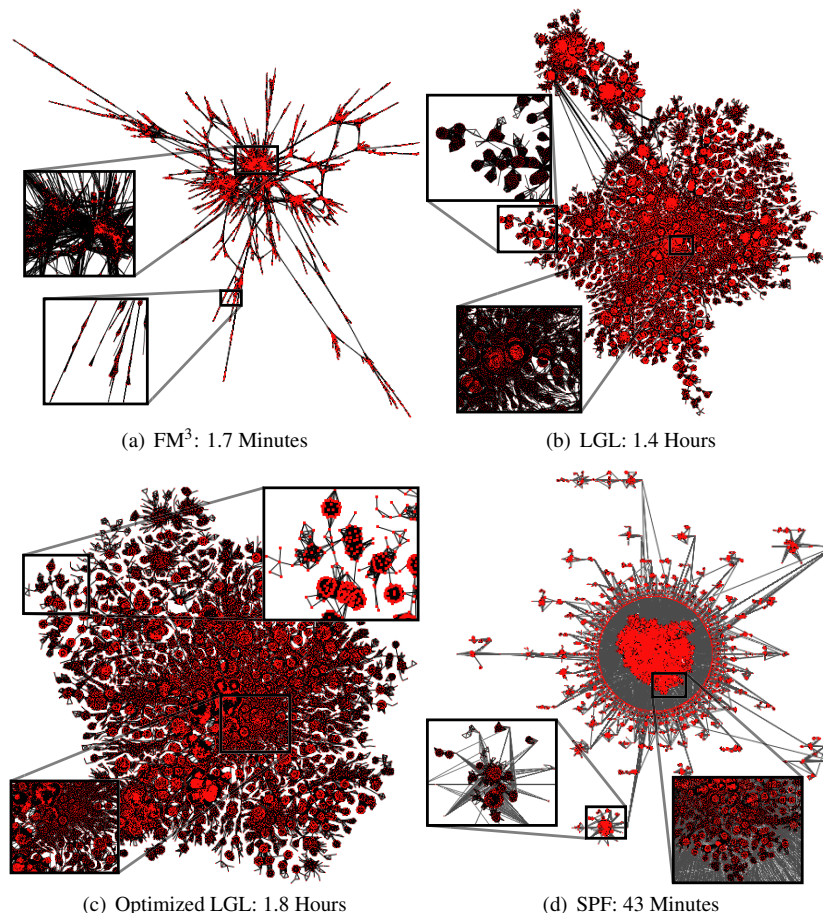 (a) FM³: 1.7 Minutes
(b) LGL: 1.4 Hours
(c) Optimized LGL: 1.8 Hours
(d) SPF: 43 Minutes